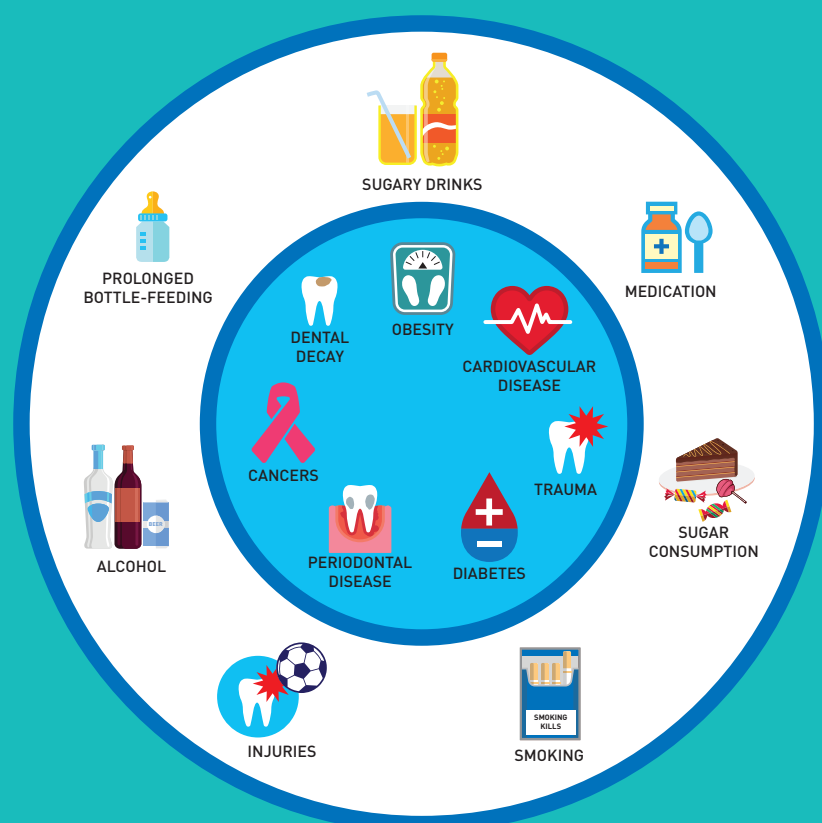 SUGARY DRINKS
PROLONGED
BOTTLE-FEEDING
MEDICATION
OBESITY
DENTAL
DECAY
CARDIOVASCULAR
DISEASE
CANCERS
TRAUMA
PERIODONTAL
DISEASE
DIABETES
ALCOHOL
BEER
SUGAR
CONSUMPTION
INJURIES
SMOKING
KILLS
SMOKING